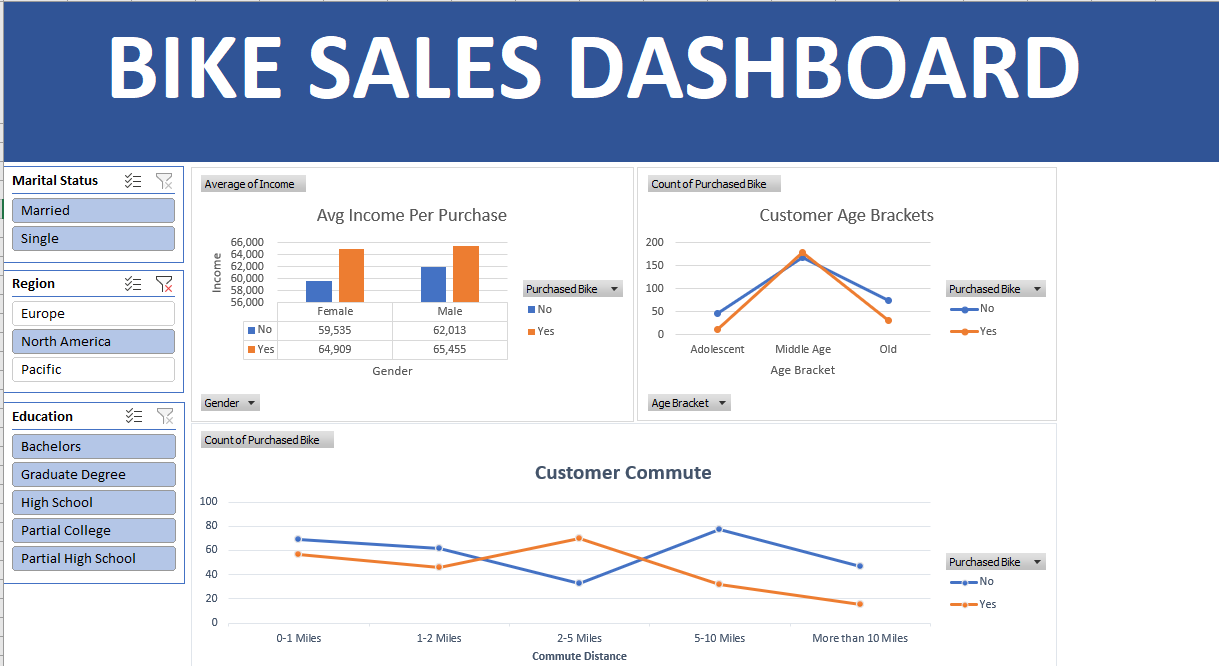 BIKE SALES DASHBOARD
Marital Status
Married
Single
Region
Europe
North America
Pacific
Education
Bachelors
Graduate Degree
High School
Partial College
Partial High School
Average of Income
Avg Income Per Purchase
Income
66,000
64,000
62,000
60,000
58,000
56,000
Female Male
No 59,535 62,013
Yes 64,909 65,455
Gender
Purchased Bike
No
Yes
Gender
Count of Purchased Bike
Customer Age Brackets
200
150
100
50
0
Adolescent Middle Age Old
Age Bracket
Purchased Bike
No
Yes
Age Bracket
Count of Purchased Bike
Customer Commute
100
80
60
40
20
0
0-1 Miles 1-2 Miles 2-5 Miles 5-10 Miles More than 10 Miles
Commute Distance
Purchased Bike
No
Yes